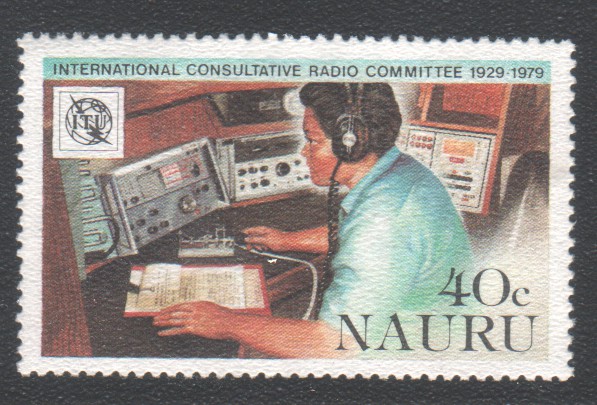 INTERNATIONAL CONSULTATIVE RADIO COMMITTEE 1929-1979
ITU
40c
NAURU